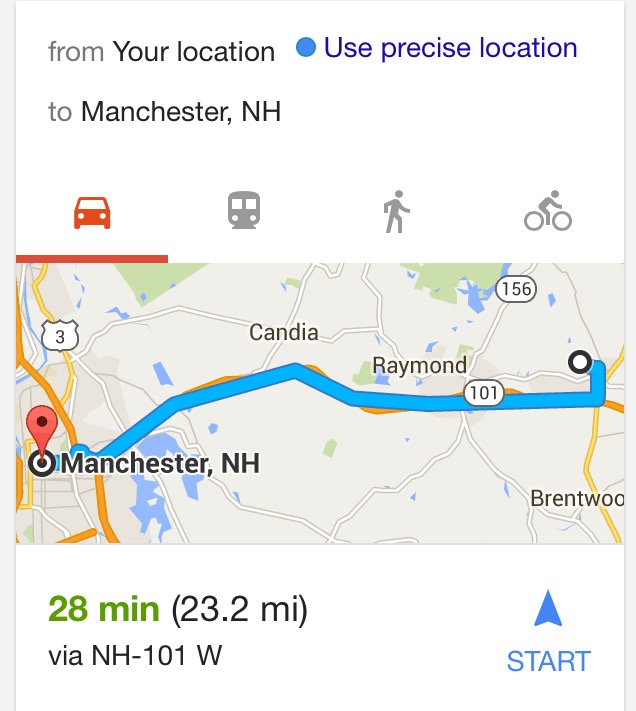 from Your location Use precise location
to Manchester, NH
156
3
Candia
Raymond
101
Manchester, NH
Brentwoo
28 min (23.2 mi)
via NH-101 W
START